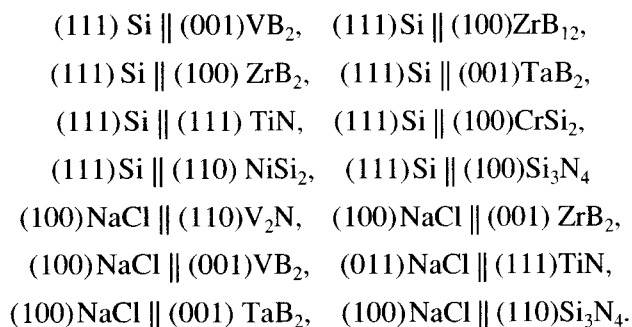 (111) Si || (001)VB₂, (111)Si || (100)ZrB₁₂,
(111)Si || (100) ZrB₂, (111)Si || (001)TaB₂,
(111)Si || (111) TiN, (111)Si || (100)CrSi₂,
(111)Si || (110) NiSi₂, (111)Si || (100)Si₃N₄
(100)NaCl || (110)V₂N, (100)NaCl || (001) ZrB₂,
(100)NaCl || (001)VB₂, (011)NaCl || (111)TiN,
(100)NaCl || (001) TaB₂, (100)NaCl || (110)Si₃N₄.